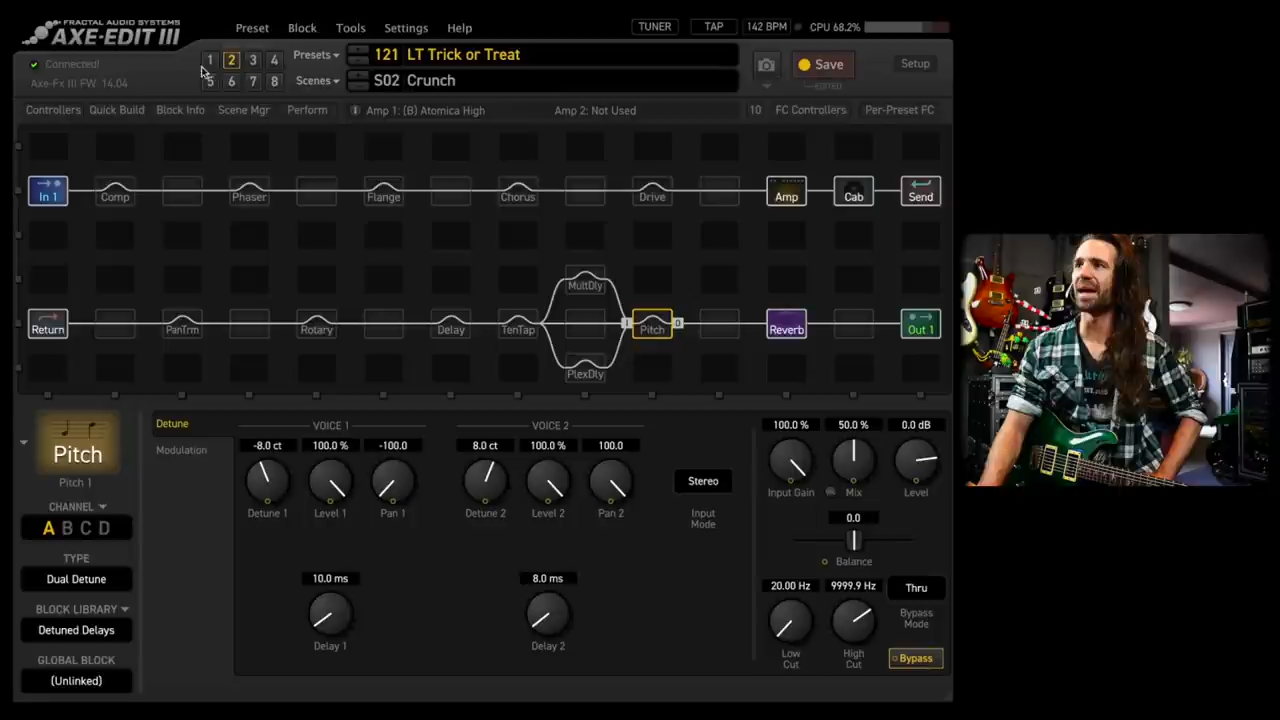 FRACTAL AUDIO SYSTEMS
AXE-EDIT III
Preset Block Tools Settings Help
TUNER TAP 142 BPM CPU 68.2%
Connected!
Axe-Fx III FW 14.04
1 2 3 4
5 6 7 8
Presets 121 LT Trick or Treat
Scenes S02 Crunch
Save
EDITED
Setup
Controllers Quick Build Block Info Scene Mgr Perform Amp 1: (B) Atomica High Amp 2: Not Used 10 FC Controllers Per-Preset FC
In 1 Comp Phaser Flange Chorus Drive Amp Cab Send
MultDly
Return PanTrm Rotary Delay TenTap Pitch Reverb Out 1
PlexDly
Pitch
Pitch 1
CHANNEL
A B C D
TYPE
Dual Detune
BLOCK LIBRARY
Detuned Delays
GLOBAL BLOCK
(Unlinked)
Detune
Modulation
VOICE 1 VOICE 2
-8.0 ct 100.0 % -100.0 8.0 ct 100.0 % 100.0
Detune 1 Level 1 Pan 1 Detune 2 Level 2 Pan 2
Stereo
Input
Mode
10.0 ms 8.0 ms
Delay 1 Delay 2
100.0 % 50.0 % 0.0 dB
Input Gain Mix Level
0.0
Balance
20.00 Hz 9999.9 Hz Thru
Low
Cut
High
Cut
Bypass
Mode
Bypass